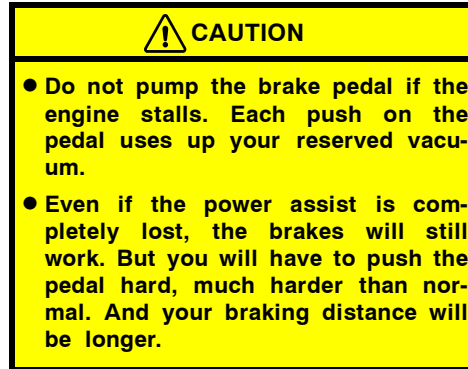 CAUTION
● Do not pump the brake pedal if the
engine stalls. Each push on the
pedal uses up your reserved vacu-
um.
● Even if the power assist is com-
pletely lost, the brakes will still
work. But you will have to push the
pedal hard, much harder than nor-
mal. And your braking distance will
be longer.